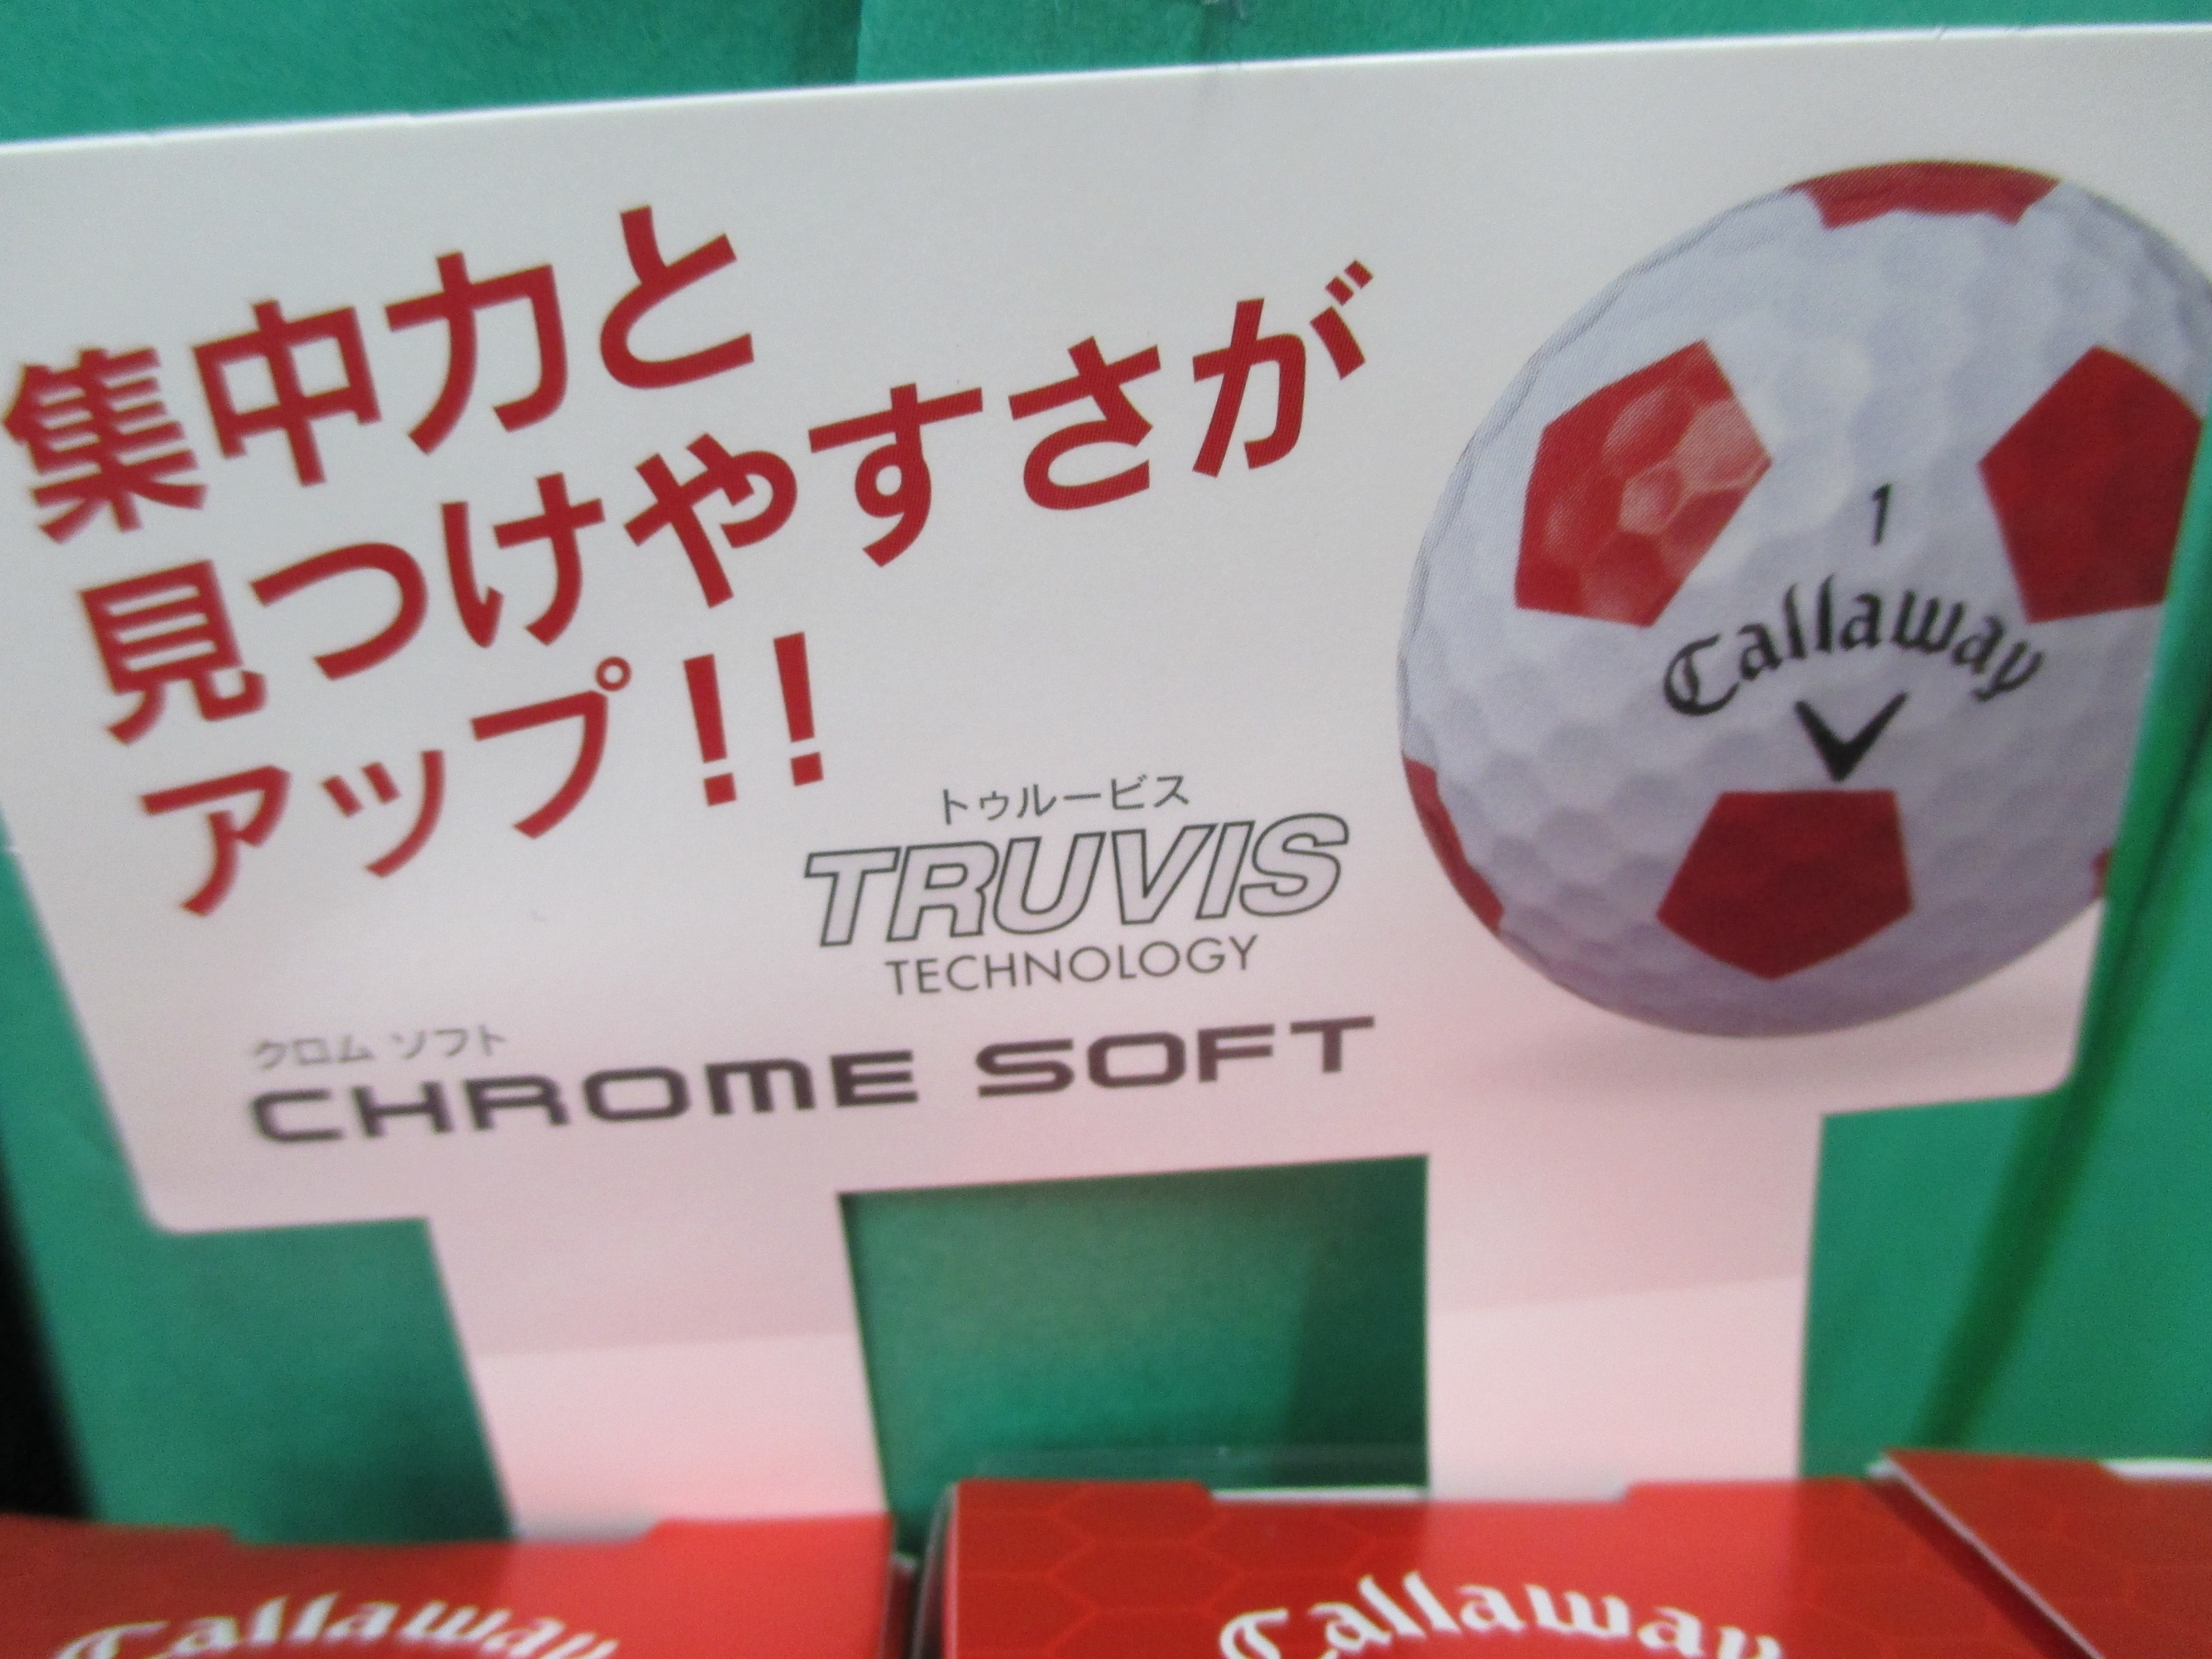 集中力と
見つけやすさが
アップ!!
トゥルービス
TRUVIS
TECHNOLOGY
クロム ソフト
CHROME SOFT
1
Callaway
Callaway
Callaway